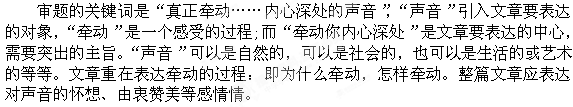 审题的关键词是“真正牵动……内心深处的声音”，“声音”引入文章要表达
的对象，“牵动”是一个感受的过程；而“牵动你内心深处”是文章要表达的中心，
需要突出的主旨。“声音”可以是自然的，可以是社会的，也可以是生活的或艺术
的等等。文章重在表达牵动的过程：即为什么牵动，怎样牵动。整篇文章应表达
对声音的怀想、由衷赞美等感情情。